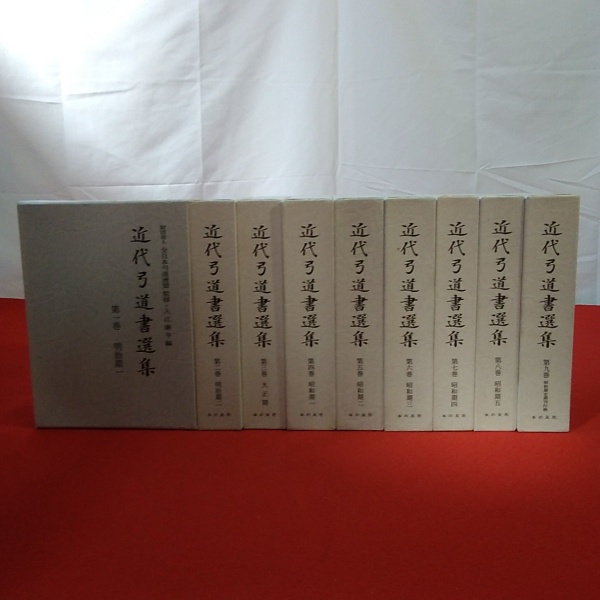 近代弓道書選集
第一巻 明治篇一
近代弓道書選集
第二巻 明治篇二
近代弓道書選集
第三巻 大正篇
近代弓道書選集
第四巻 昭和篇一
近代弓道書選集
第五巻 昭和篇二
近代弓道書選集
第六巻 昭和篇三
近代弓道書選集
第七巻 昭和篇四
近代弓道書選集
第八巻 昭和篇五
近代弓道書選集
第九巻